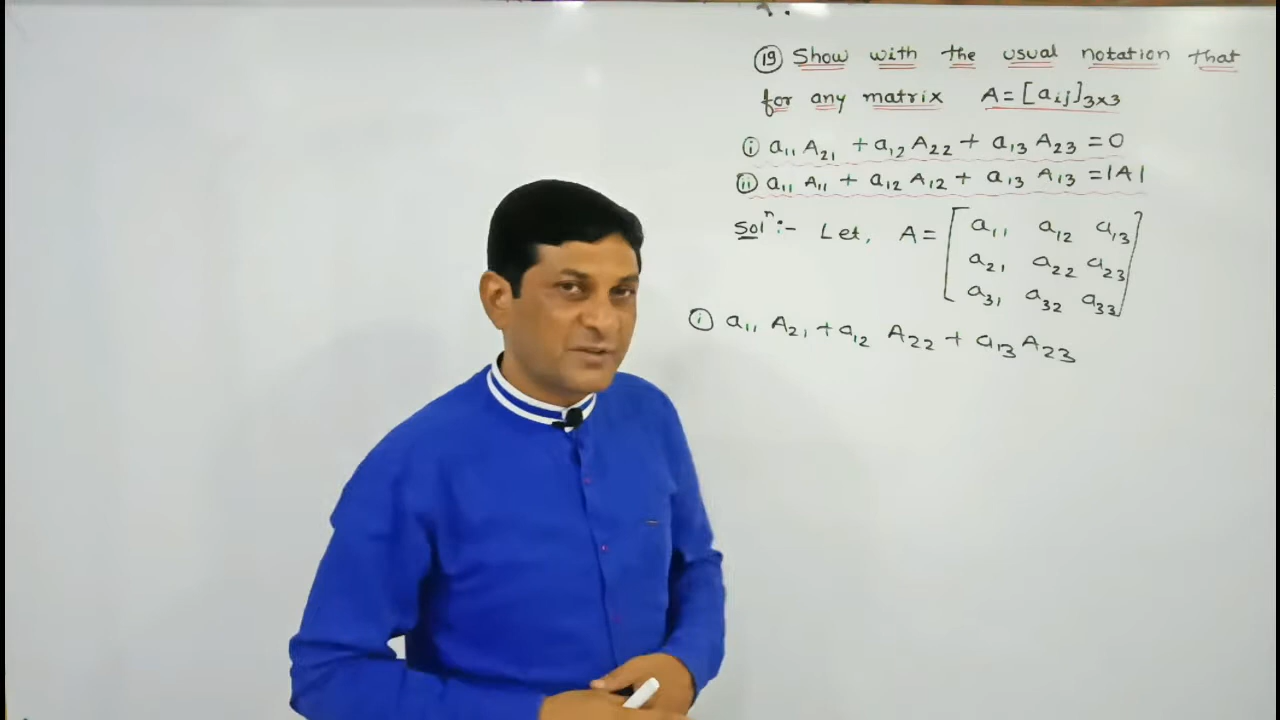 ⑲ Show with the usual notation that
for any matrix A = [aij]3×3
ⓘ a11 A21 + a12 A22 + a13 A23 = 0
ⓘⓘ a11 A11 + a12 A12 + a13 A13 = |A|
Solⁿ:- Let, A = [ a11 a12 a13
a21 a22 a23
a31 a32 a33 ]
ⓘ a11 A21 + a12 A22 + a13 A23